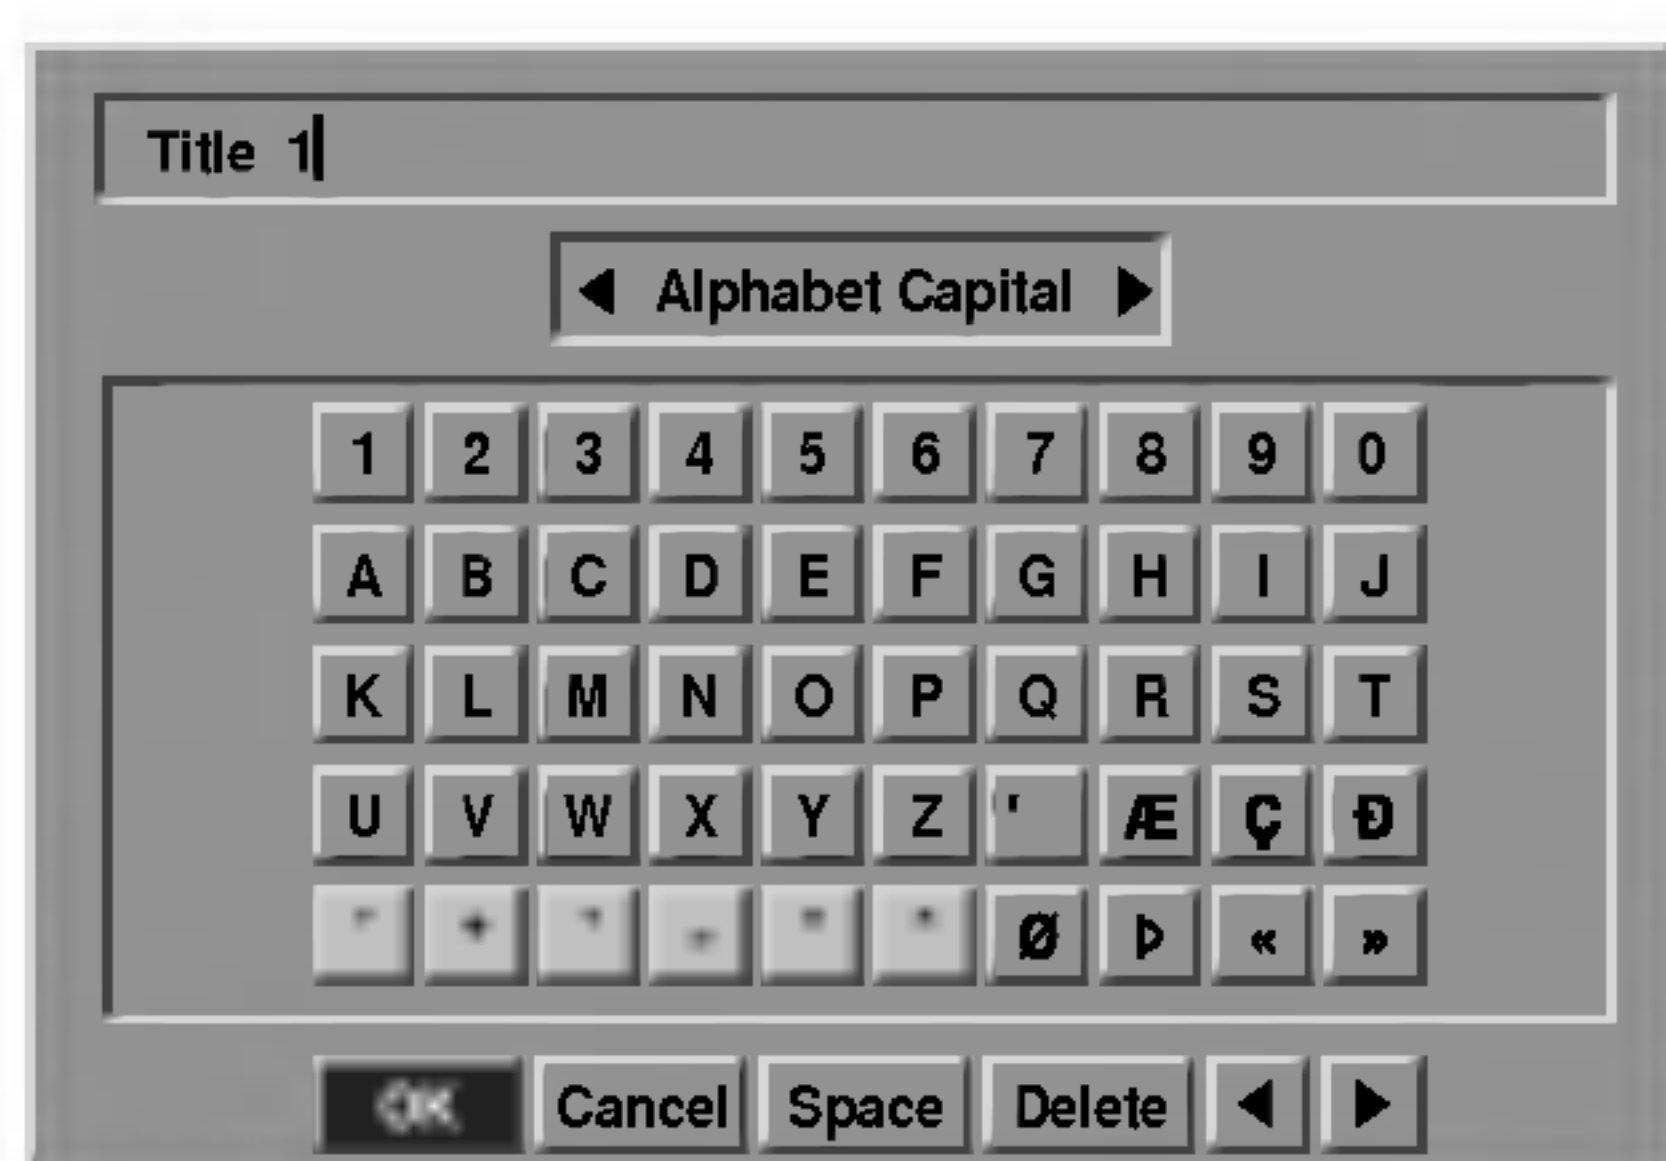 Title 1
◀ Alphabet Capital ▶
1 2 3 4 5 6 7 8 9 0
A B C D E F G H I J
K L M N O P Q R S T
U V W X Y Z ' Æ Ç Ð
Ø Þ « »
OK Cancel Space Delete ◀ ▶